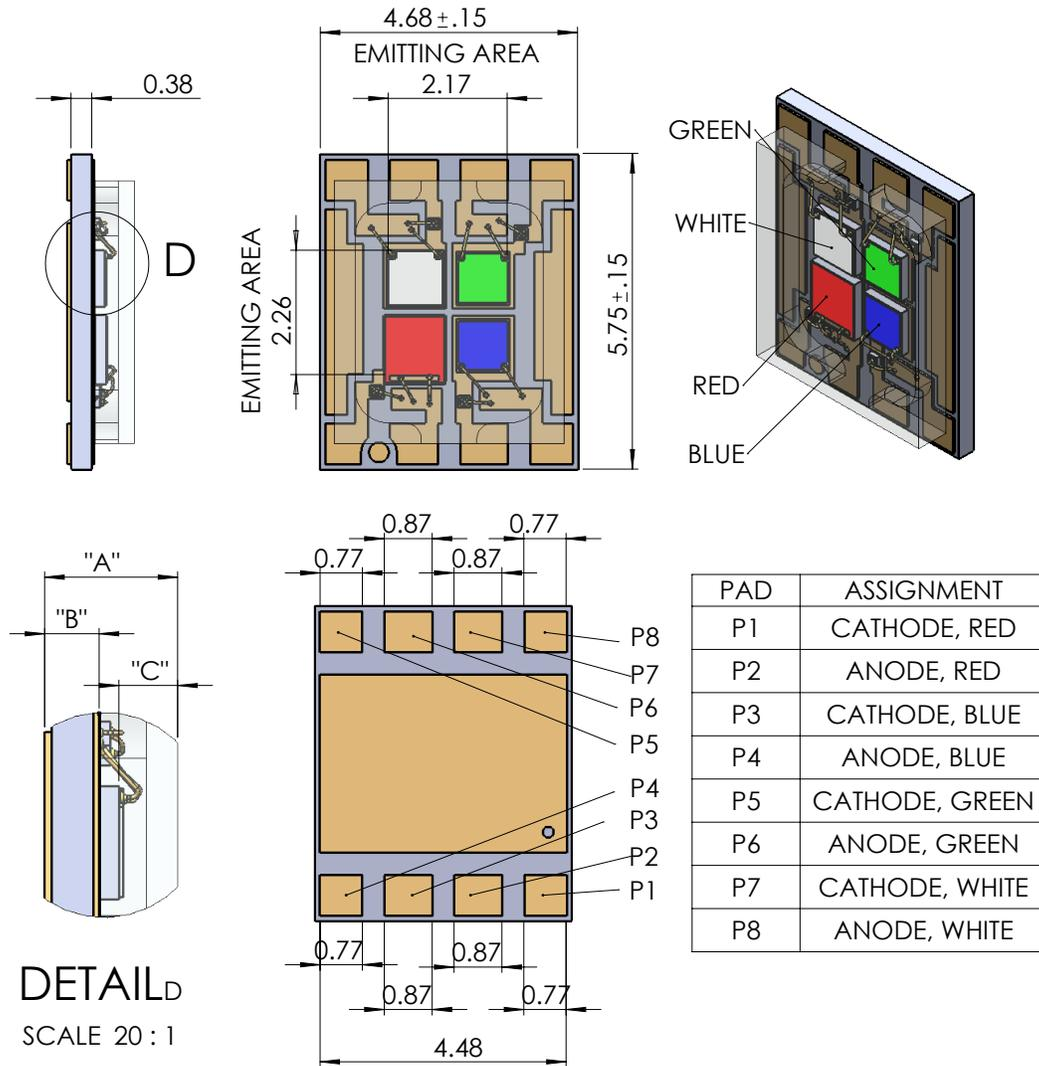 4.68±.15
EMITTING AREA
2.17
0.38
GREEN
WHITE
RED
BLUE
D
EMITTING AREA
2.26
5.75±.15
"A"
"B"
"C"
DETAIL D
SCALE 20 : 1
0.87
0.77
0.77
0.87
P8
P7
P6
P5
P4
P3
P2
P1
0.77
0.87
0.87
0.77
4.48
PAD ASSIGNMENT
P1 CATHODE, RED
P2 ANODE, RED
P3 CATHODE, BLUE
P4 ANODE, BLUE
P5 CATHODE, GREEN
P6 ANODE, GREEN
P7 CATHODE, WHITE
P8 ANODE, WHITE